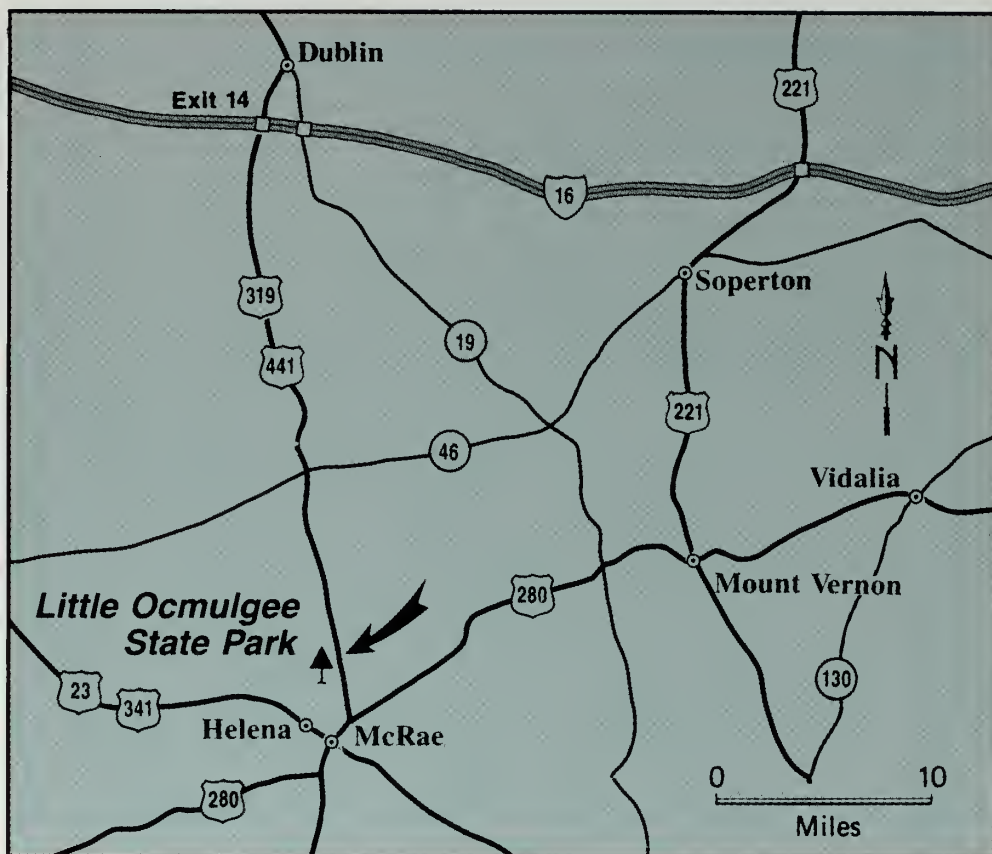 Dublin
Exit 14
221
16
319
Soperton
19
441
N
221
46
Vidalia
280
Mount Vernon
Little Ocmulgee
State Park
23
341
130
Helena
McRae
280
0 10
Miles